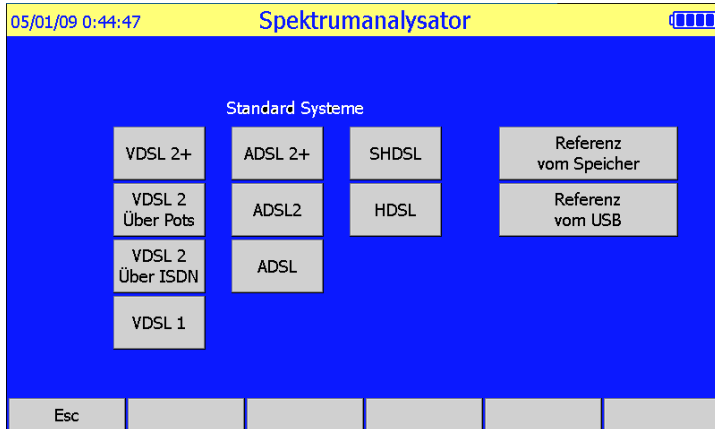 05/01/09 0:44:47
Spektrumanalysator
Standard Systeme
VDSL 2+
ADSL 2+
SHDSL
Referenz
vom Speicher
VDSL 2
Über Pots
ADSL2
HDSL
Referenz
vom USB
VDSL 2
Über ISDN
ADSL
VDSL 1
Esc